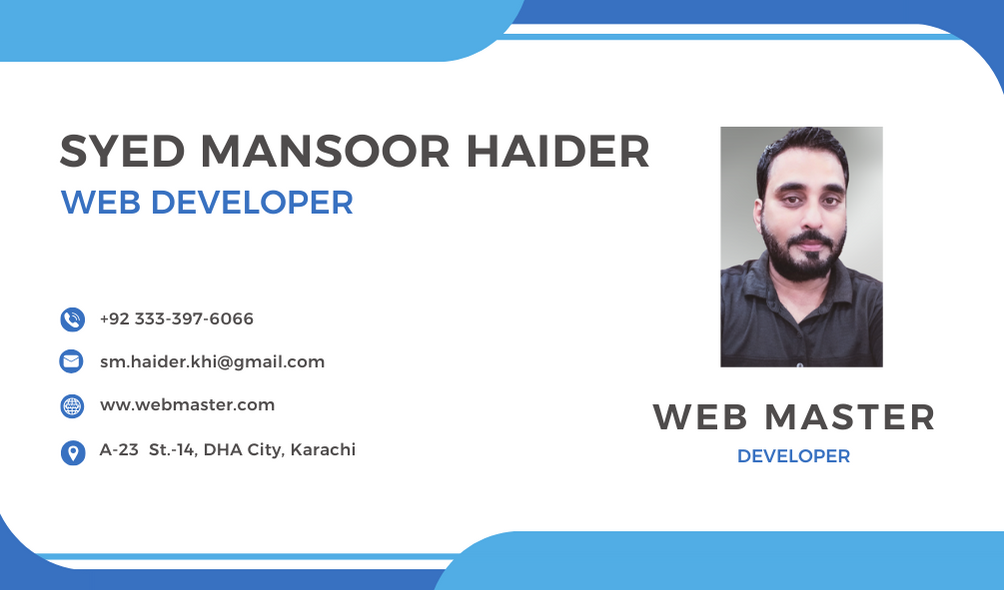 SYED MANSOOR HAIDER
WEB DEVELOPER
+92 333-397-6066
sm.haider.khi@gmail.com
ww.webmaster.com
A-23 St.-14, DHA City, Karachi
WEB MASTER
DEVELOPER